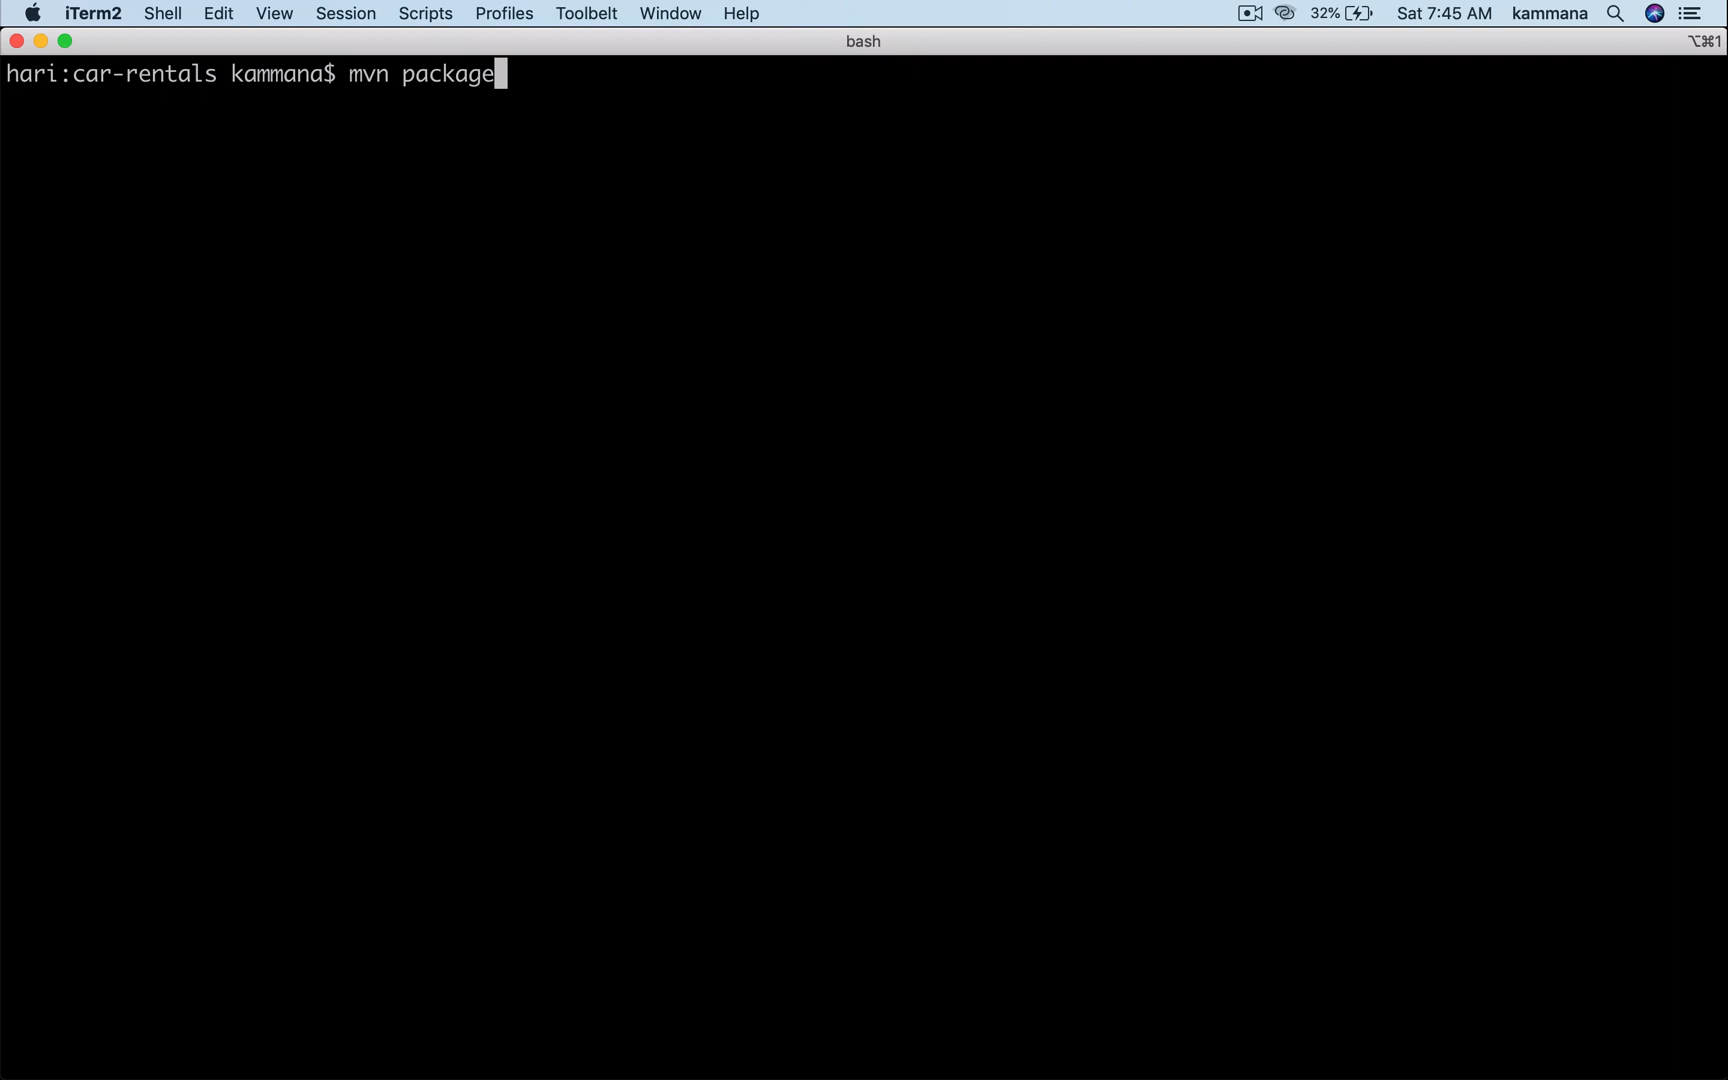 iTerm2 Shell Edit View Session Scripts Profiles Toolbelt Window Help 32% Sat 7:45 AM kammana
bash ⌥⌘1
hari:car-rentals kammana$ mvn package